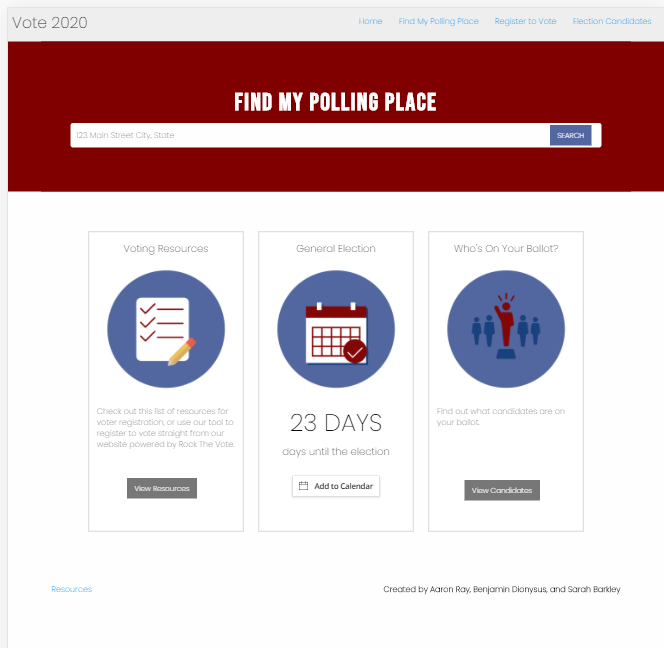 Vote 2020
Home Find My Polling Place Register to Vote Election Candidates
FIND MY POLLING PLACE
123 Main Street City, State
SEARCH
Voting Resources
Check out this list of resources for
voter registration, or use our tool to
register to vote straight from our
website powered by Rock The Vote.
View Resources
General Election
23 DAYS
days until the election
Add to Calendar
Who's On Your Ballot?
Find out what candidates are on
your ballot.
View Candidates
Resources
Created by Aaron Ray, Benjamin Dionysus, and Sarah Barkley